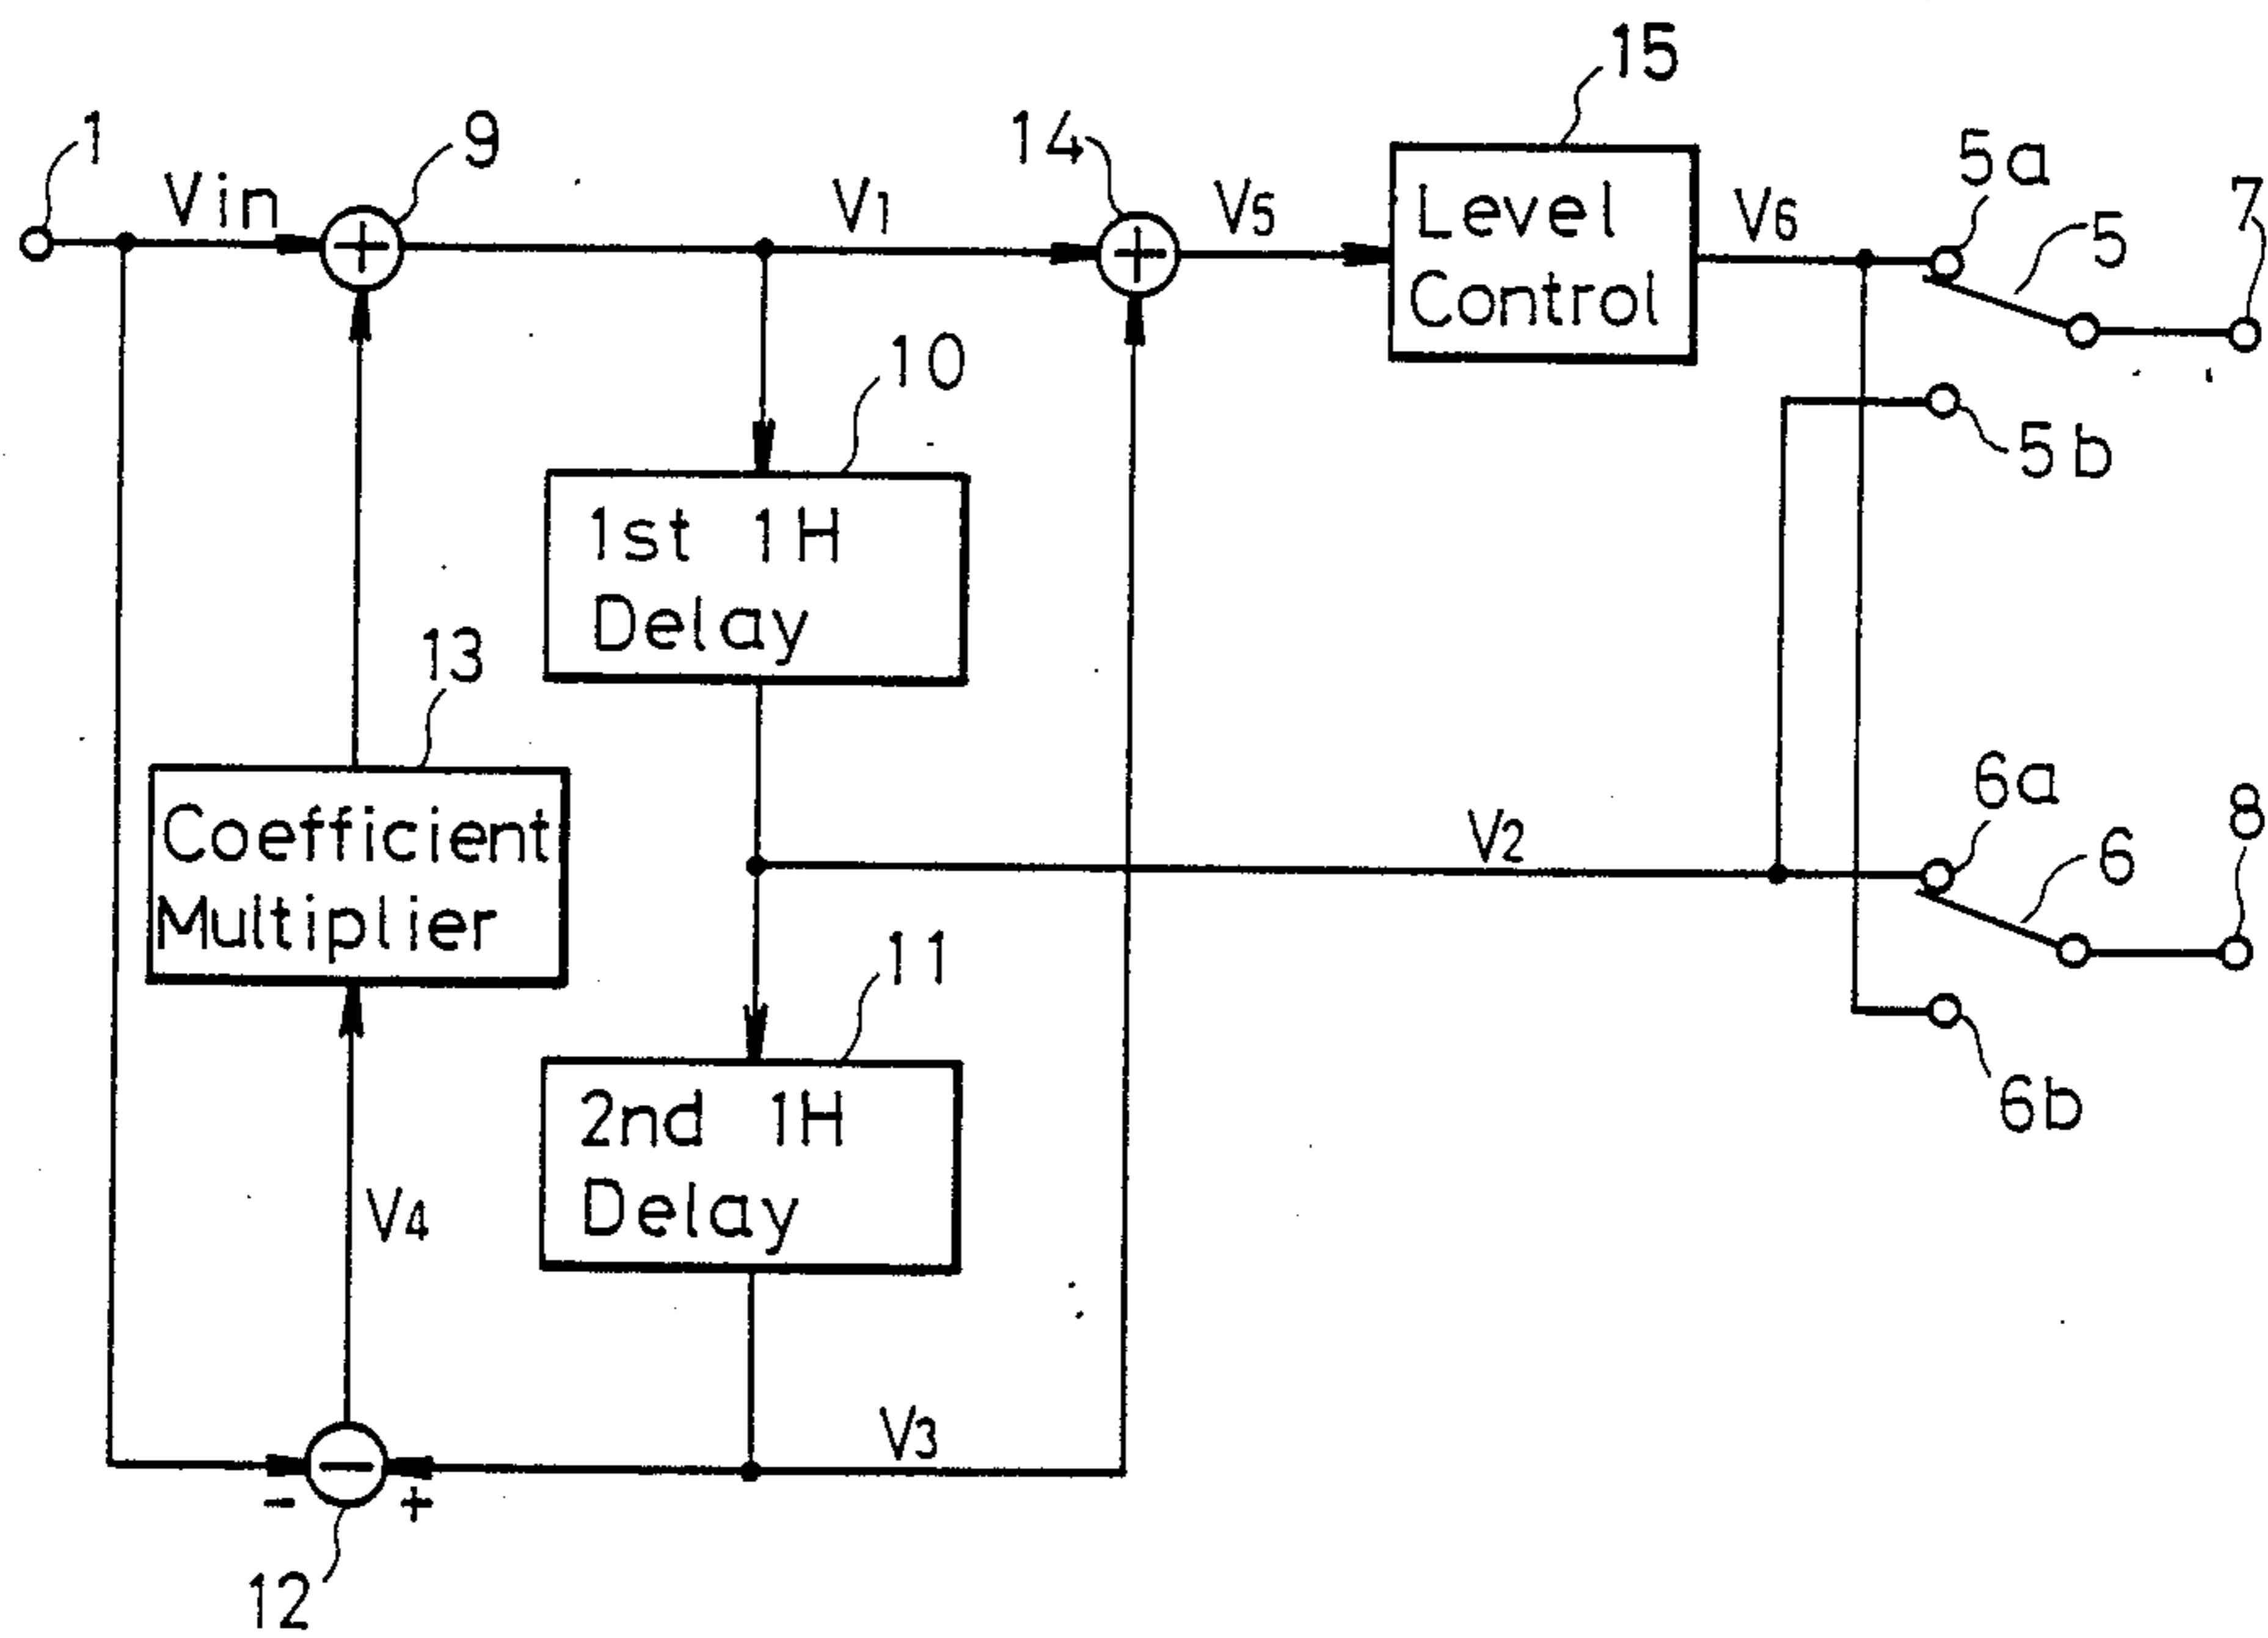 15
1
9
14
5a
Vin
V1
V5
Level
Control
V6
5
7
10
5b
1st 1H
Delay
13
Coefficient
Multiplier
V2
6a
6
8
11
2nd 1H
Delay
6b
V4
V3
- +
12